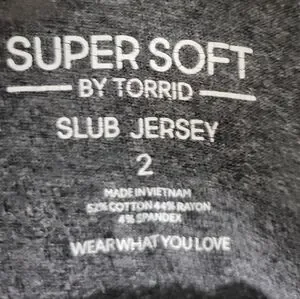 SUPER SOFT
BY TORRID
SLUB JERSEY
2
MADE IN VIETNAM
52% COTTON 44% RAYON
4% SPANDEX
WEAR WHAT YOU LOVE